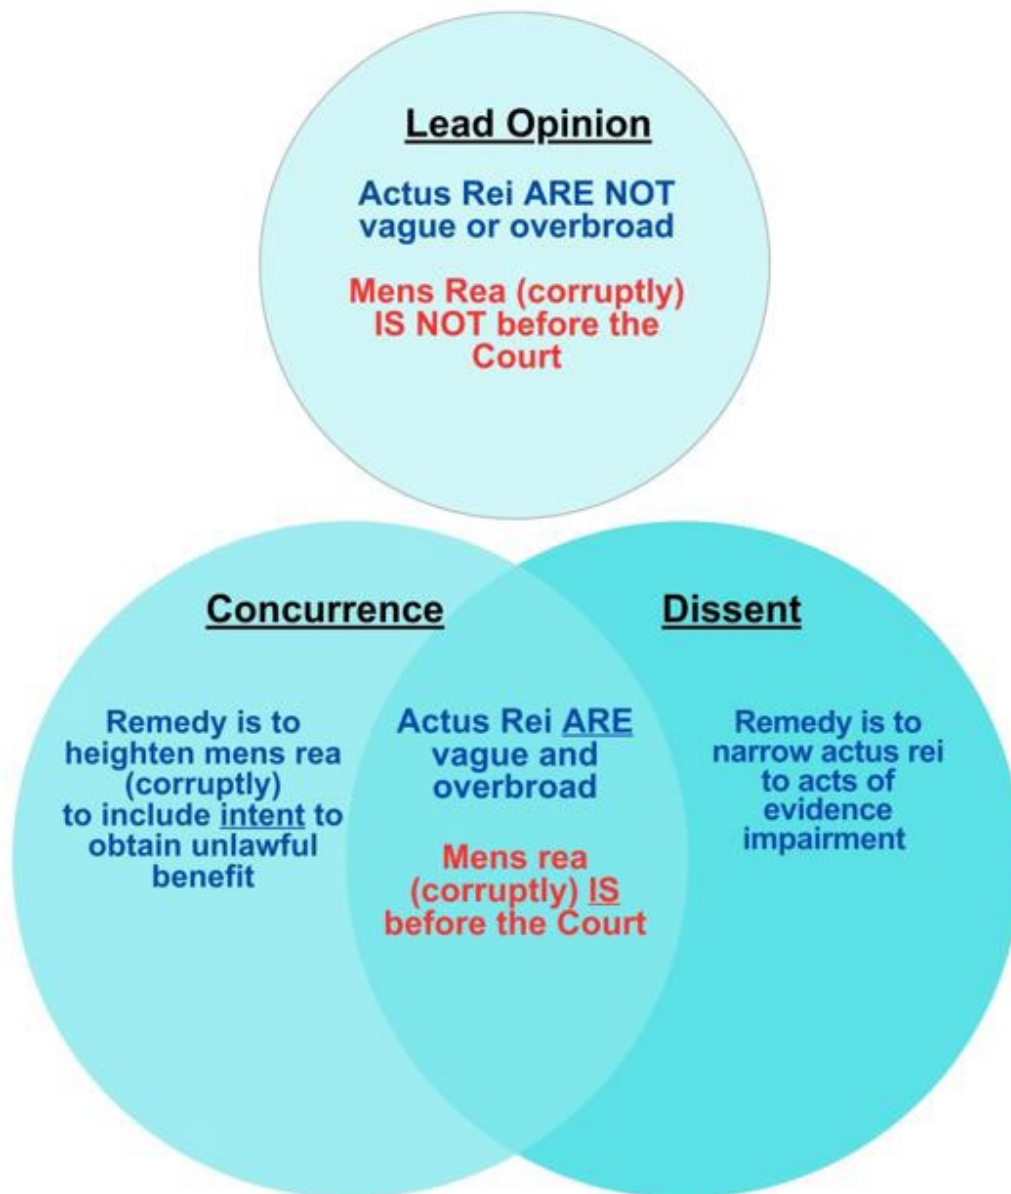 Lead Opinion
Actus Rei ARE NOT
vague or overbroad
Mens Rea (corruptly)
IS NOT before the
Court
Concurrence
Remedy is to
heighten mens rea
(corruptly)
to include intent to
obtain unlawful
benefit
Actus Rei ARE
vague and
overbroad
Mens rea
(corruptly) IS
before the Court
Dissent
Remedy is to
narrow actus rei
to acts of
evidence
impairment